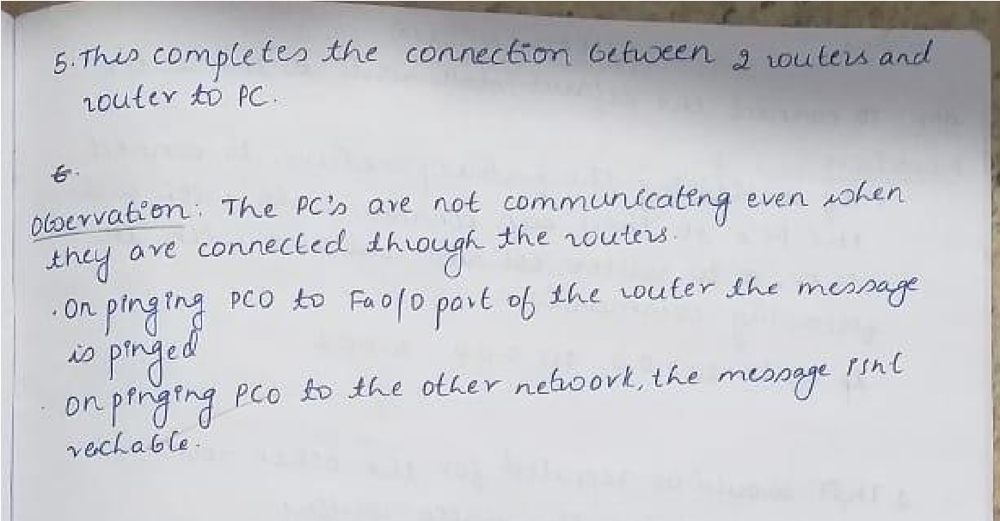 5. This completes the connection between 2 routers and
router to PC.
6.
Observation: The PC's are not communicating even when
they are connected through the routers.
. On pinging PC0 to Fa0/0 port of the router the message
is pinged
. on pinging PC0 to the other netwoork, the message isnt
rechable.